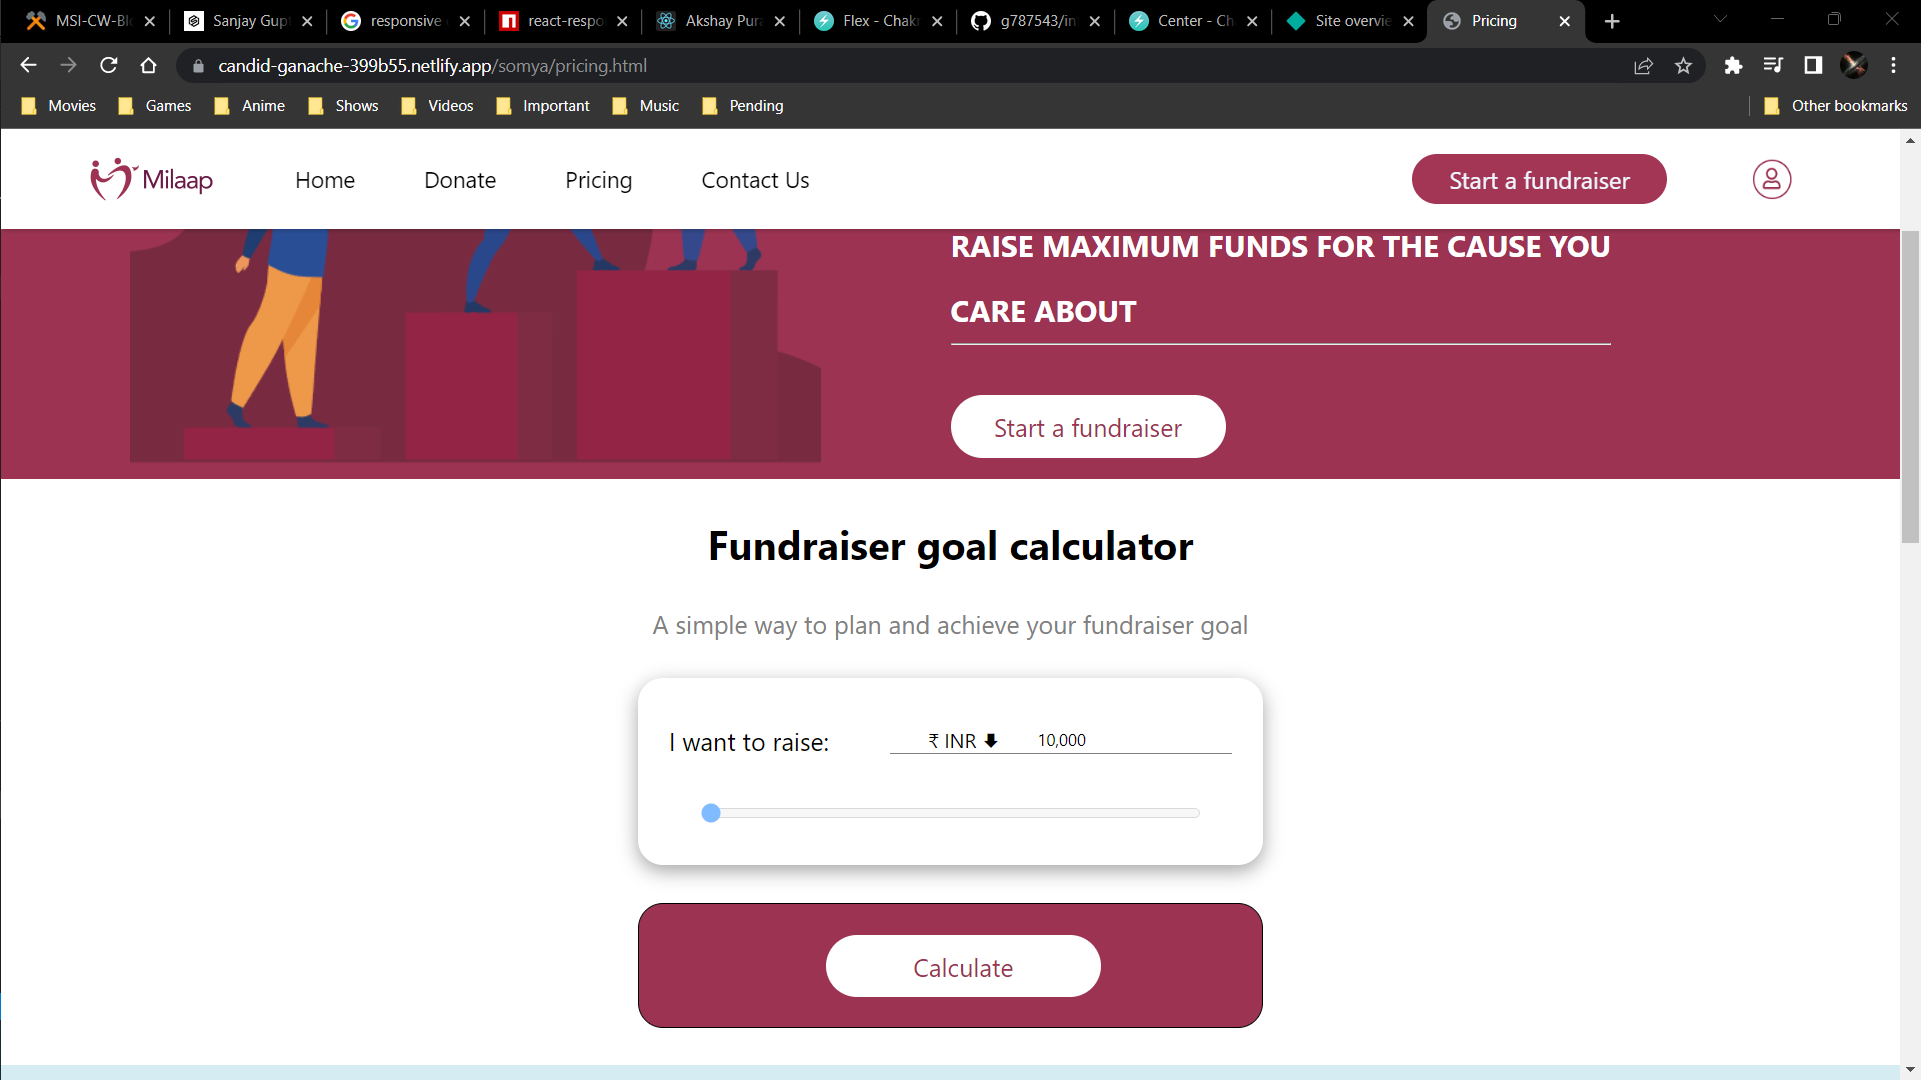 MSI-CW-Bl
Sanjay Gup
responsive
react-respo
Akshay Pura
Flex - Chakr
g787543/in
Center - Ch
Site overvie
Pricing
candid-ganache-399b55.netlify.app/somya/pricing.html
Movies
Games
Anime
Shows
Videos
Important
Music
Pending
Other bookmarks
Milaap
Home
Donate
Pricing
Contact Us
Start a fundraiser
RAISE MAXIMUM FUNDS FOR THE CAUSE YOU
CARE ABOUT
Start a fundraiser
Fundraiser goal calculator
A simple way to plan and achieve your fundraiser goal
I want to raise:
₹ INR 🡇 10,000
Calculate